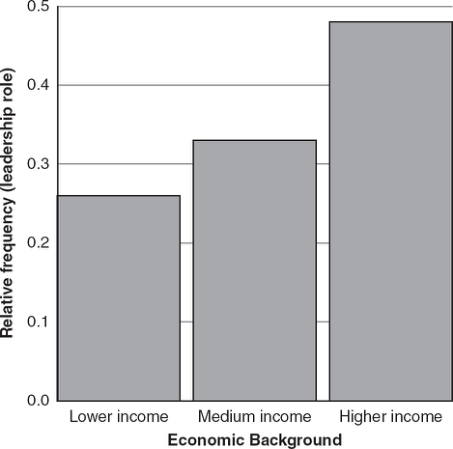 Relative frequency (leadership role)
0.5
0.4
0.3
0.2
0.1
0.0
Lower income
Medium income
Higher income
Economic Background